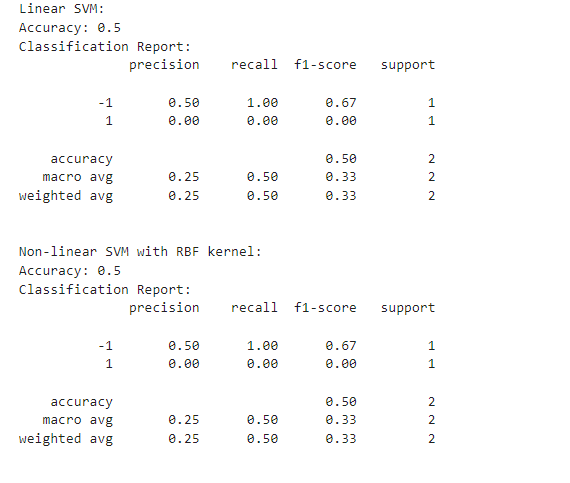 Linear SVM:
Accuracy: 0.5
Classification Report:
precision recall f1-score support
-1 0.50 1.00 0.67 1
1 0.00 0.00 0.00 1
accuracy 0.50 2
macro avg 0.25 0.50 0.33 2
weighted avg 0.25 0.50 0.33 2
Non-linear SVM with RBF kernel:
Accuracy: 0.5
Classification Report:
precision recall f1-score support
-1 0.50 1.00 0.67 1
1 0.00 0.00 0.00 1
accuracy 0.50 2
macro avg 0.25 0.50 0.33 2
weighted avg 0.25 0.50 0.33 2